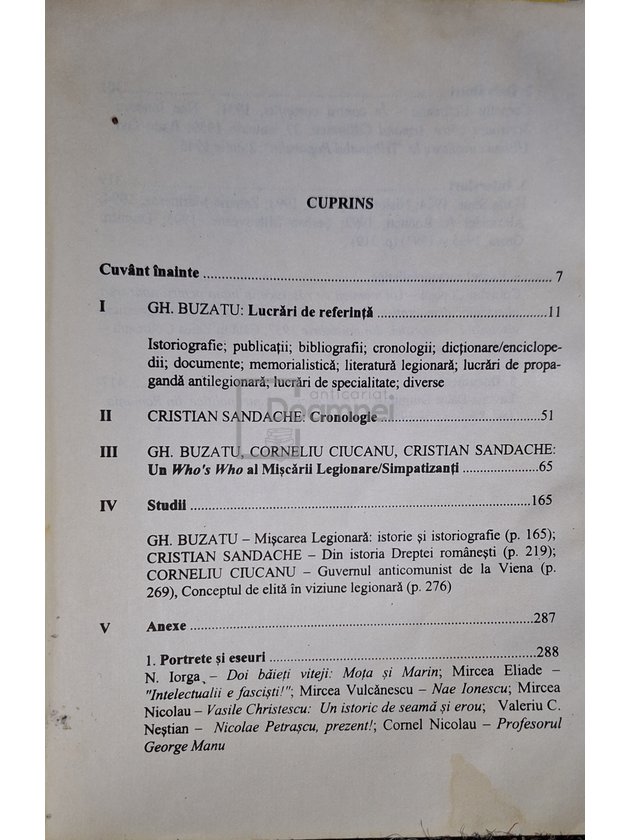 CUPRINS
Cuvânt înainte ........ 7
I GH. BUZATU: Lucrări de referință ........ 11
Istoriografie; publicații; bibliografii; cronologii; dicționare/enciclope-
dii; documente; memorialistică; literatură legionară; lucrări de propa-
gandă antilegionară; lucrări de specialitate; diverse
anticariat
Doamnei
II CRISTIAN SANDACHE: Cronologie ........ 51
III GH. BUZATU, CORNELIU CIUCANU, CRISTIAN SANDACHE:
Un Who's Who al Mișcării Legionare/Simpatizanți ........ 65
IV Studii ........ 165
GH. BUZATU – Mișcarea Legionară: istorie și istoriografie (p. 165);
CRISTIAN SANDACHE – Din istoria Dreptei românești (p. 219);
CORNELIU CIUCANU – Guvernul anticomunist de la Viena (p.
269), Conceptul de elită în viziune legionară (p. 276)
V Anexe ........ 287
1. Portrete și eseuri ........ 288
N. Iorga – Doi băieți viteji: Moța și Marin; Mircea Eliade –
"Intelectualii e fasciști!"; Mircea Vulcănescu – Nae Ionescu; Mircea
Nicolau – Vasile Christescu: Un istoric de seamă și erou; Valeriu C.
Neștian – Nicolae Petrașcu, prezent!; Cornel Nicolau – Profesorul
George Manu